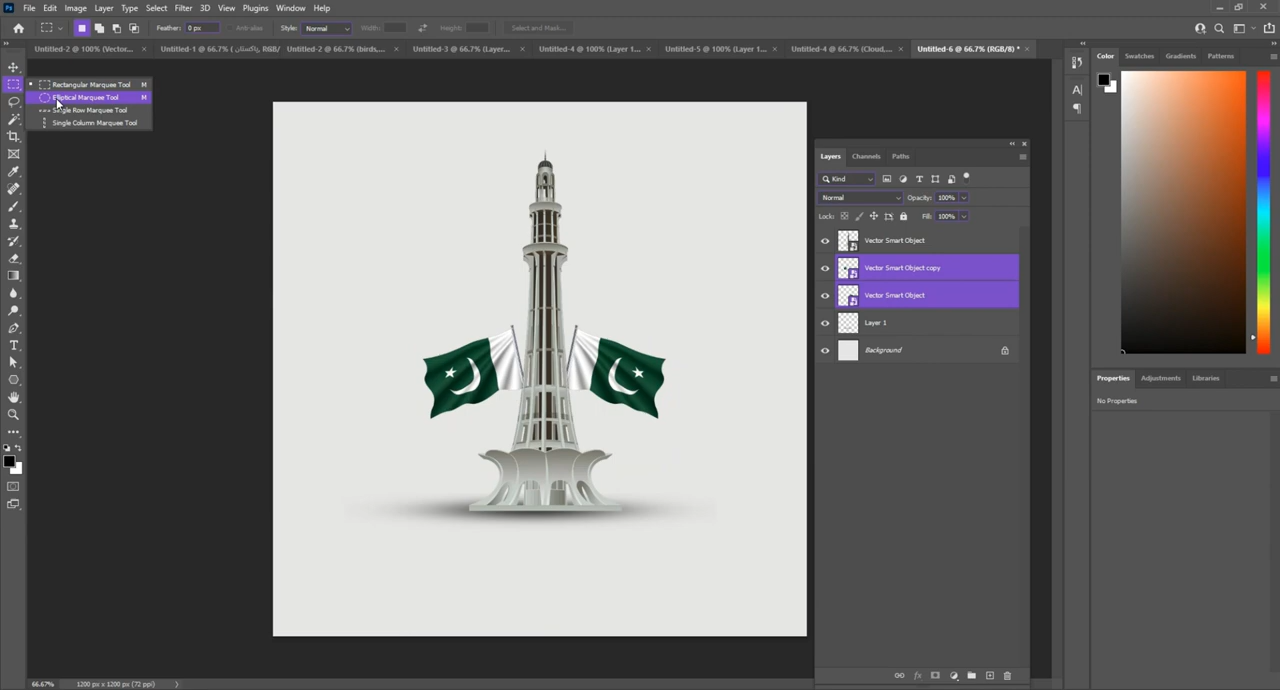 Ps File Edit Image Layer Type Select Filter 3D View Plugins Window Help
Feather: 0 px Anti-alias Style: Normal Width: Height: Select and Mask...
Untitled-2 @ 100% (Vector... × Untitled-1 @ 66.7% ( پاکستان, RGB/ Untitled-2 @ 66.7% (birds,... × Untitled-3 @ 66.7% (Layer... × Untitled-4 @ 100% (Layer 1... × Untitled-5 @ 100% (Layer 1... × Untitled-4 @ 66.7% (Cloud,... × Untitled-6 @ 66.7% (RGB/8) * ×
Rectangular Marquee Tool M
Elliptical Marquee Tool M
Single Row Marquee Tool
Single Column Marquee Tool
Color Swatches Gradients Patterns
Layers Channels Paths
Kind
Normal Opacity: 100%
Lock: Fill: 100%
Vector Smart Object
Vector Smart Object copy
Vector Smart Object
Layer 1
Background
Properties Adjustments Libraries
No Properties
66.67% 1200 px x 1200 px (72 ppi)